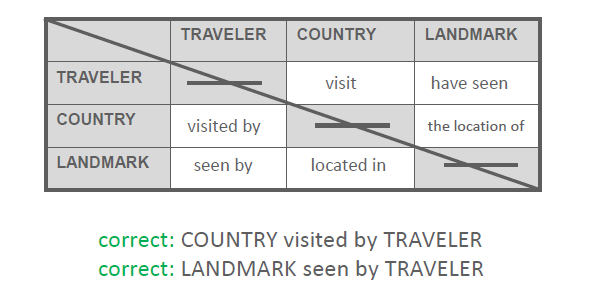 TRAVELER COUNTRY LANDMARK
TRAVELER visit have seen
COUNTRY visited by the location of
LANDMARK seen by located in
correct: COUNTRY visited by TRAVELER
correct: LANDMARK seen by TRAVELER